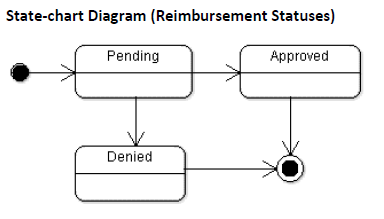 State-chart Diagram (Reimbursement Statuses)
Pending
Approved
Denied